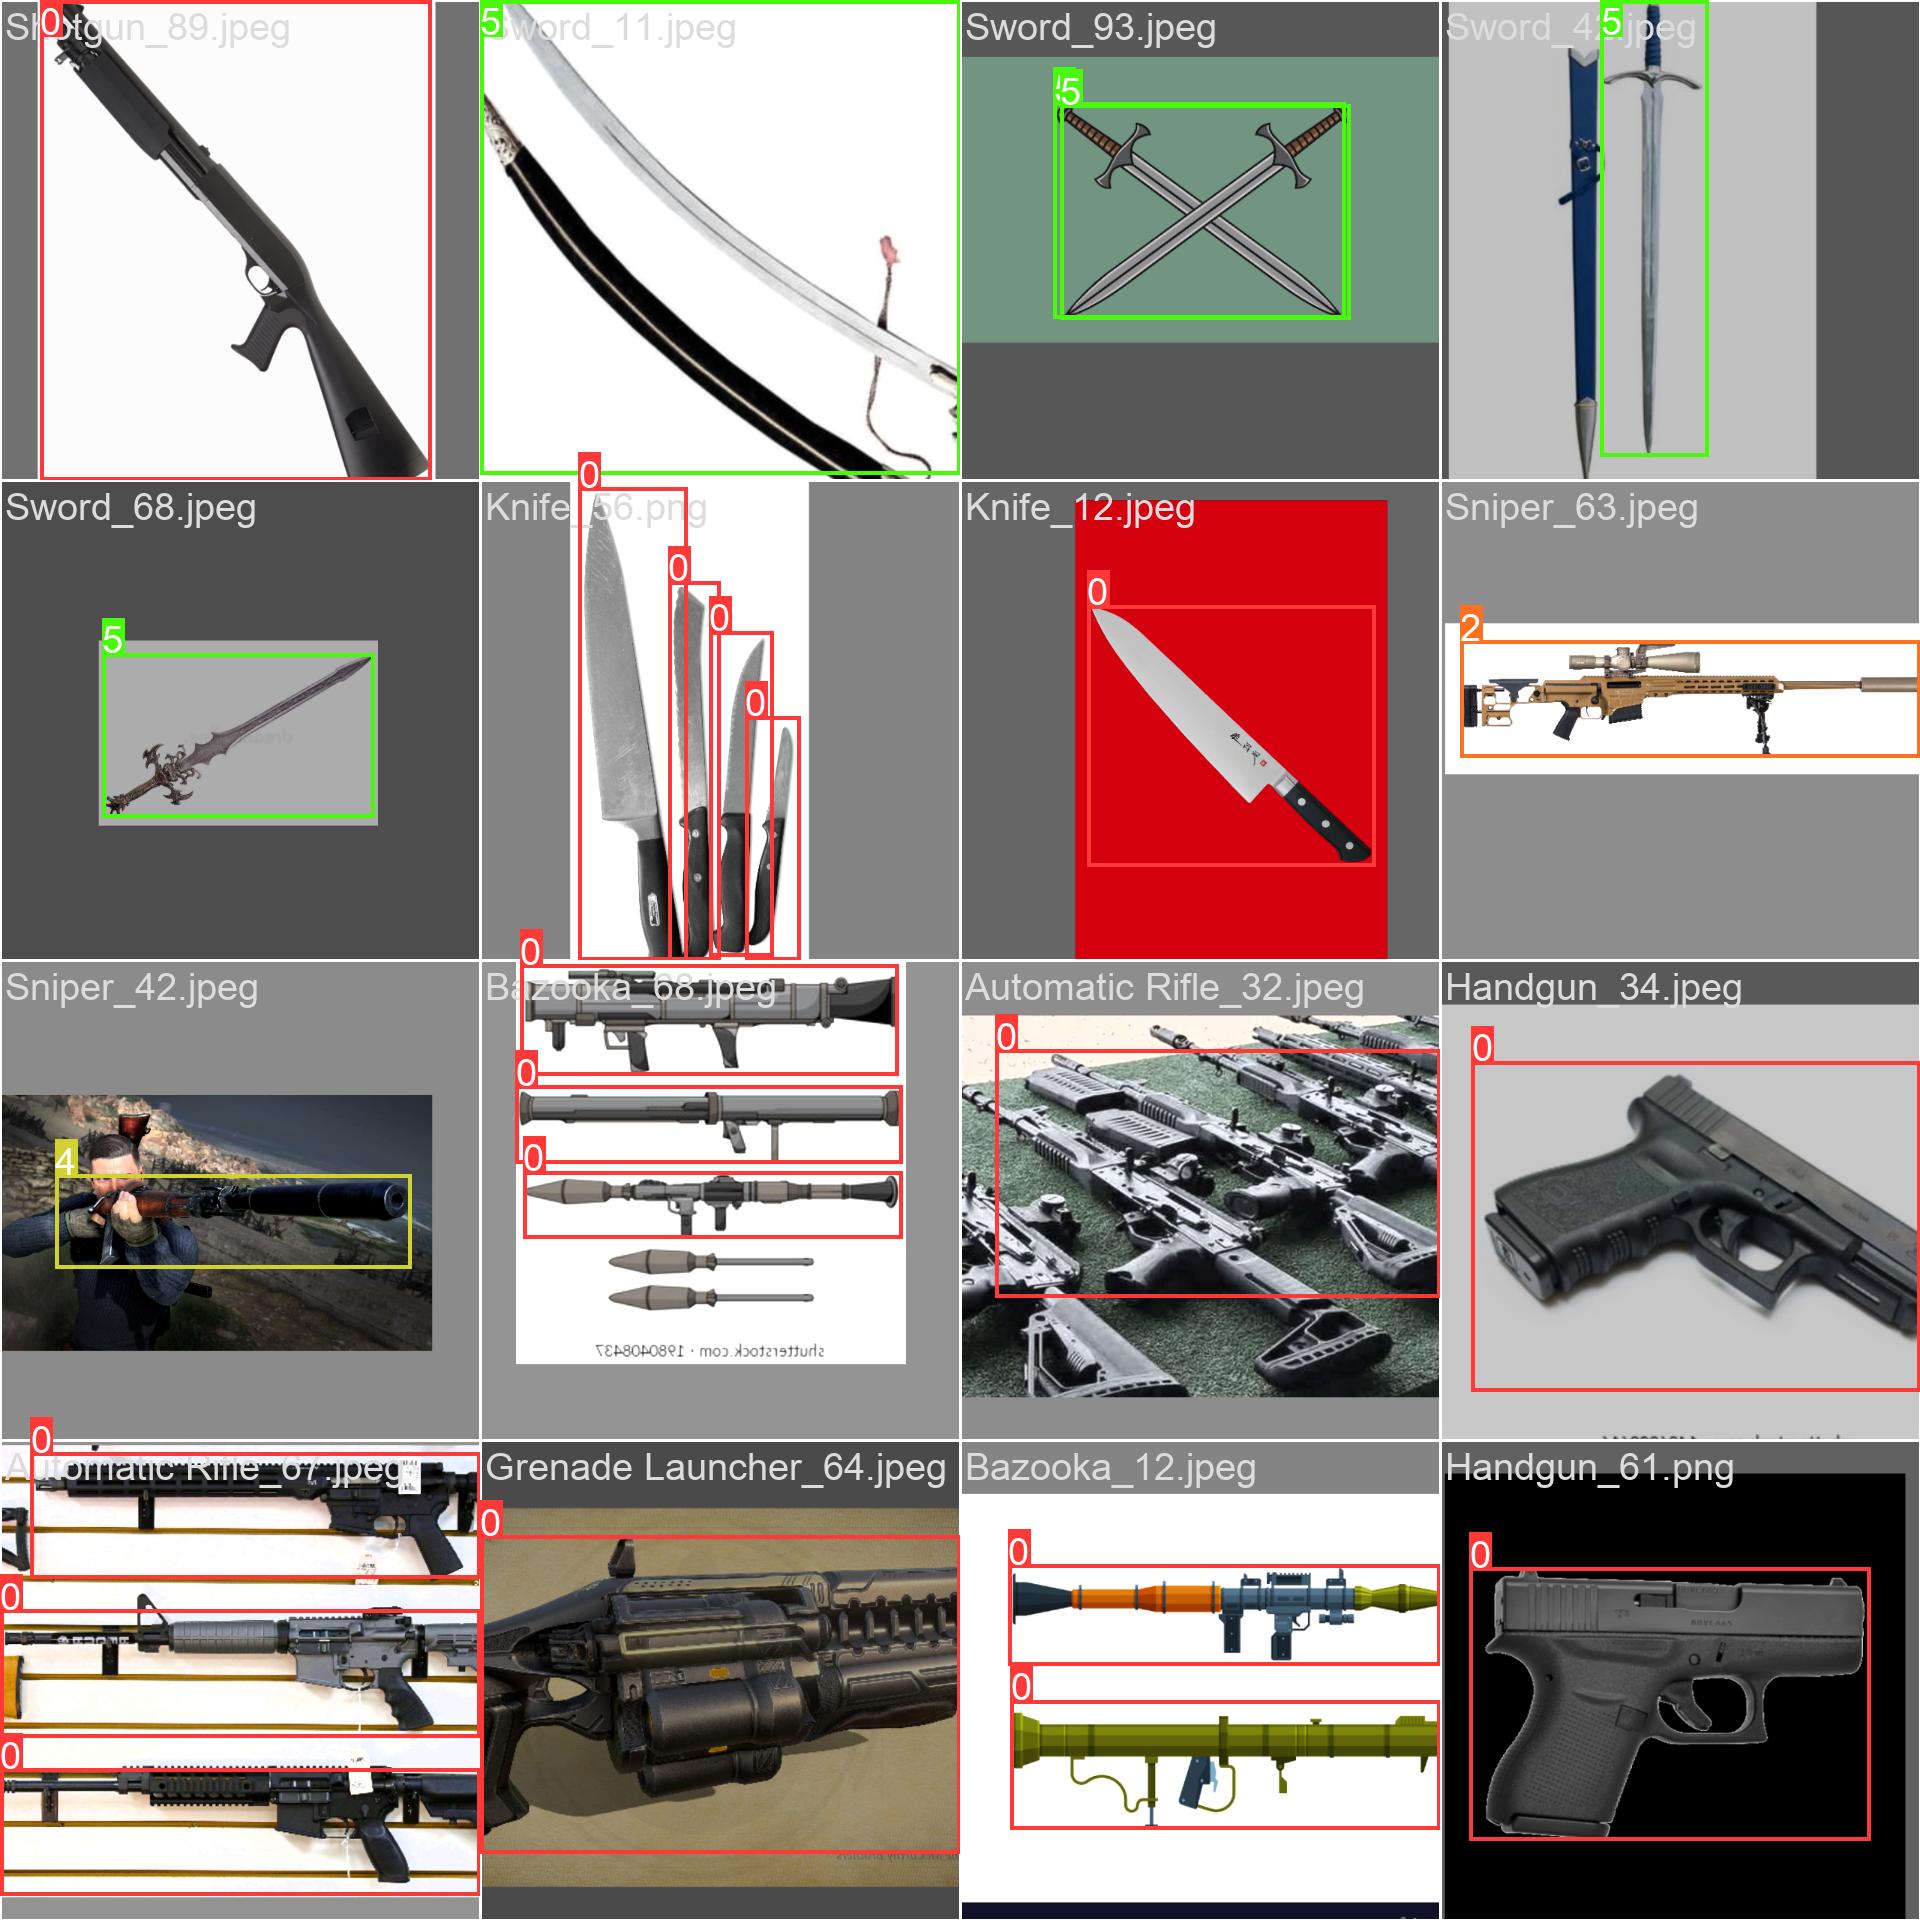 0
Shotgun_89.jpeg
5
Sword_11.jpeg
Sword_93.jpeg
5
5
Sword_42.jpeg
5
Sword_68.jpeg
5
Knife_56.png
0
0
0
0
Knife_12.jpeg
0
Sniper_63.jpeg
2
Sniper_42.jpeg
4
Bazooka_68.jpeg
0
0
0
shutterstock.com · 1980408437
Automatic Rifle_32.jpeg
0
Handgun_34.jpeg
0
Automatic Rifle_67.jpeg
0
0
0
Grenade Launcher_64.jpeg
0
Bazooka_12.jpeg
0
0
Handgun_61.png
0